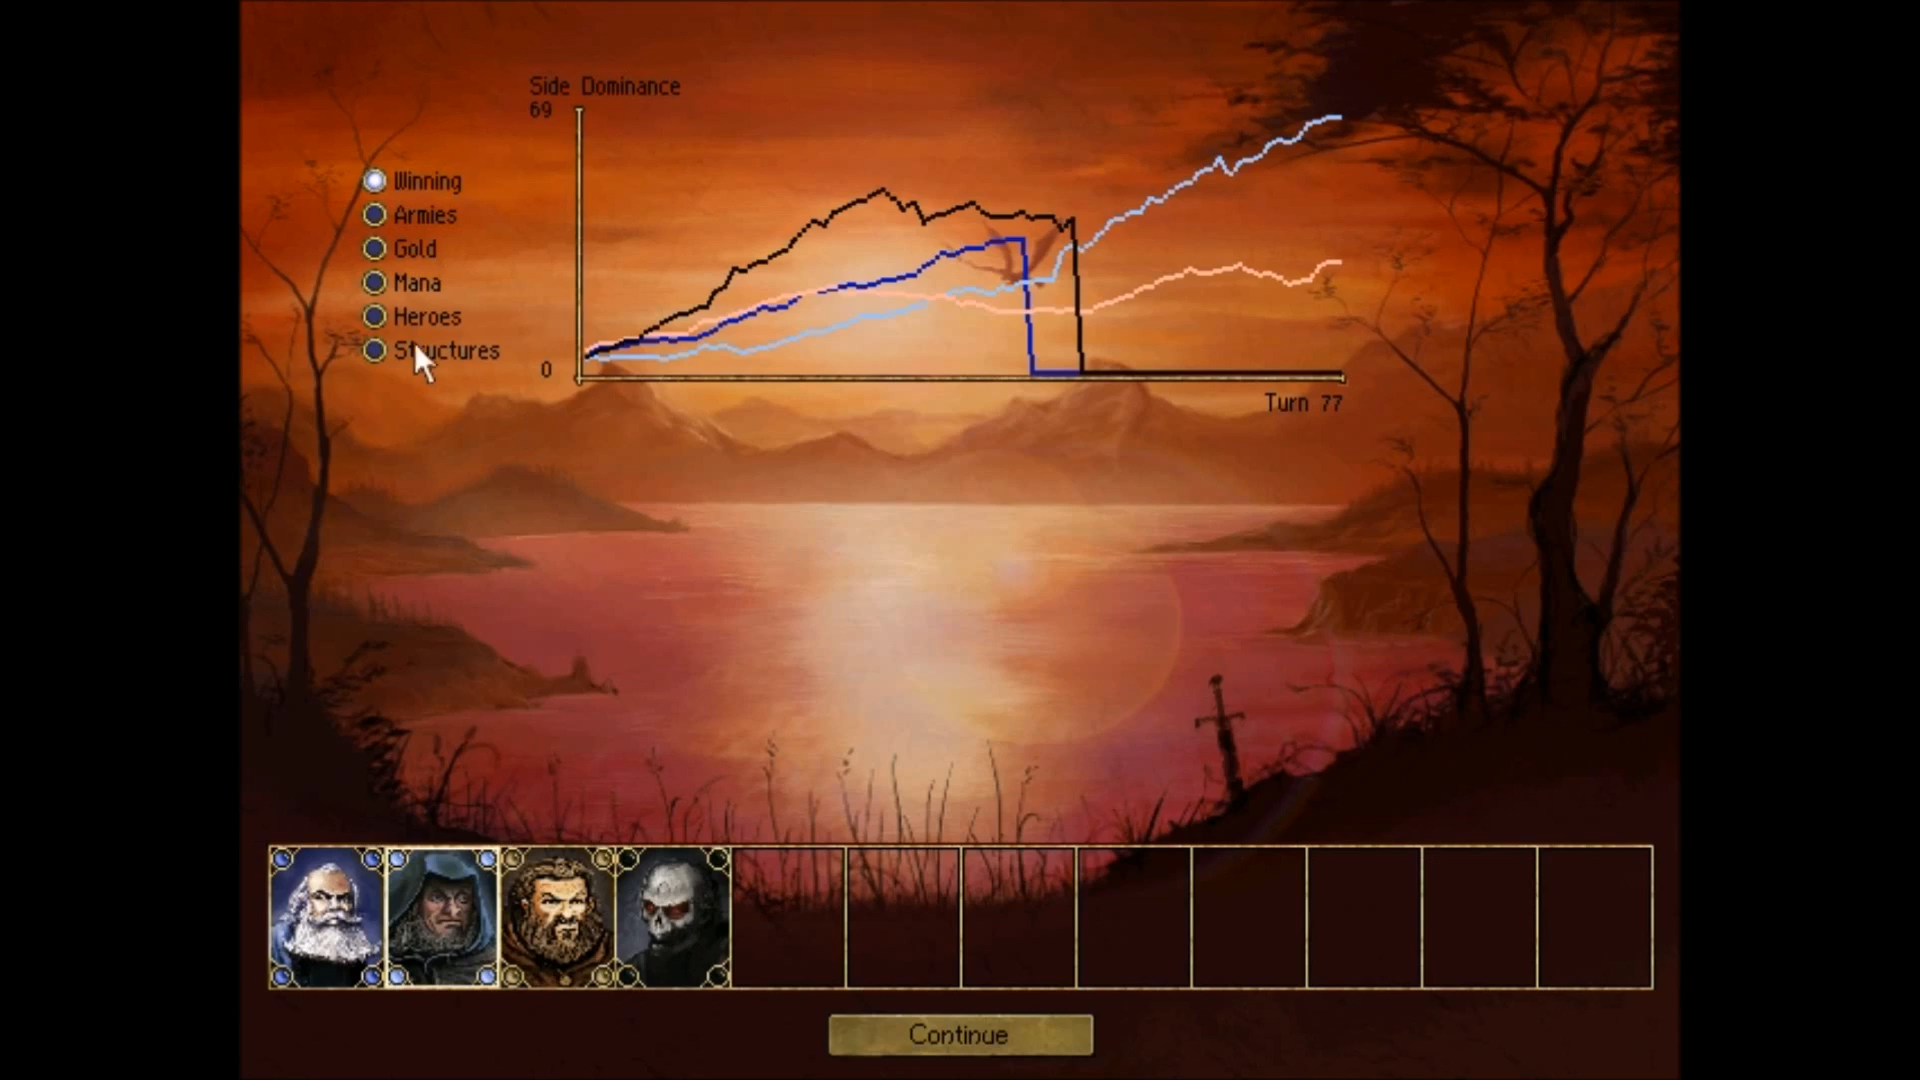 Side Dominance
69
Winning
Armies
Gold
Mana
Heroes
Structures
0
Turn 77
Continue